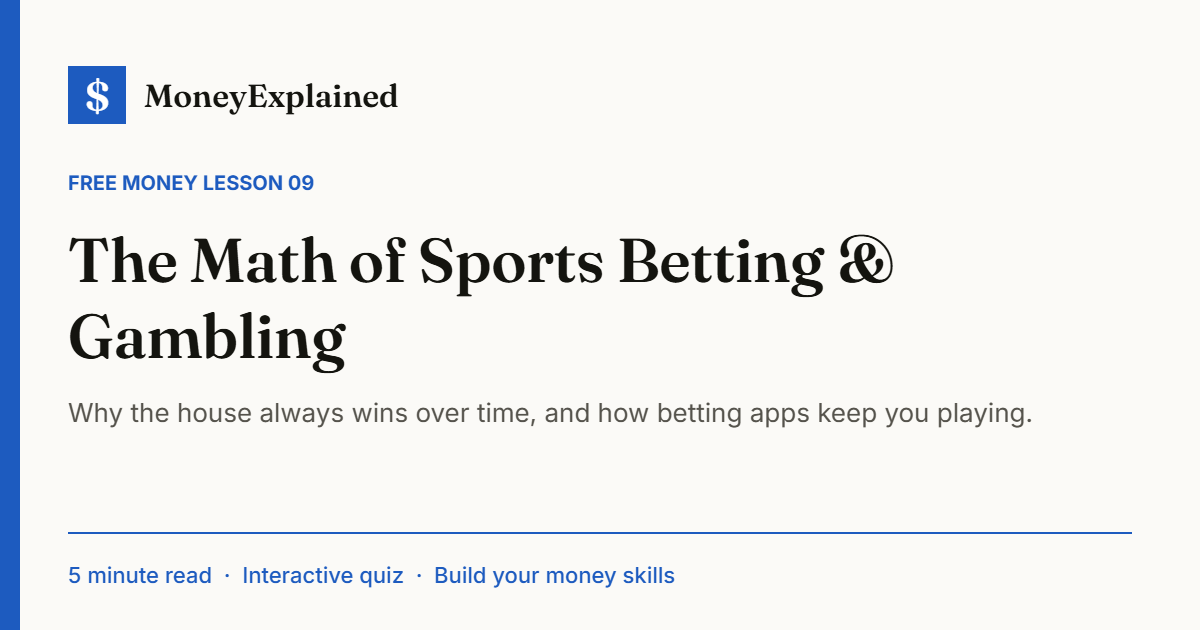 $ MoneyExplained
FREE MONEY LESSON 09
The Math of Sports Betting &
Gambling
Why the house always wins over time, and how betting apps keep you playing.
5 minute read · Interactive quiz · Build your money skills